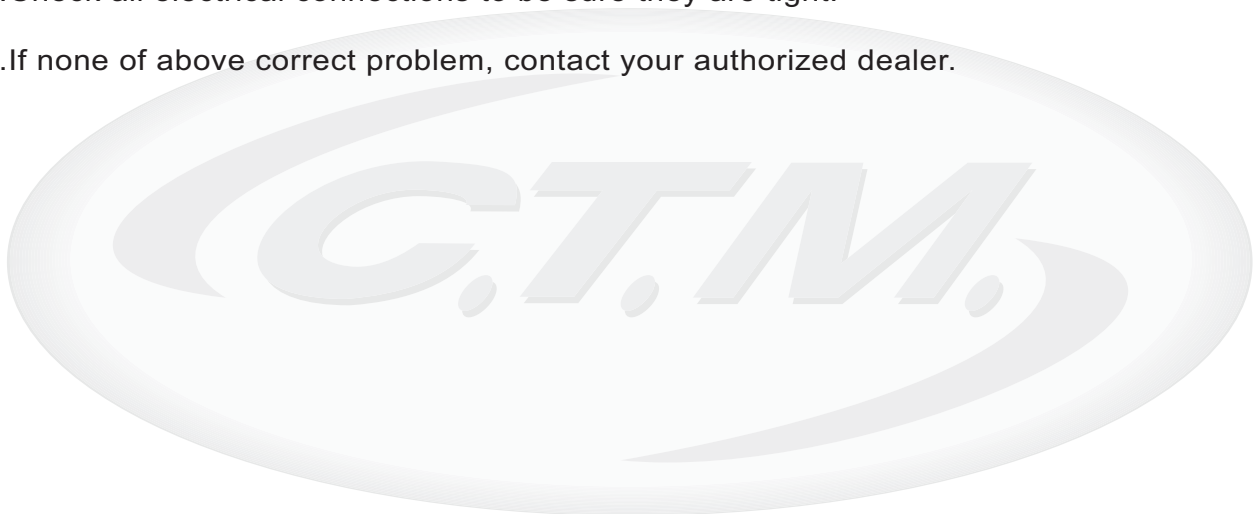 .Check all electrical connections to be sure they are tight.
.If none of above correct problem, contact your authorized dealer.
C.T.M.